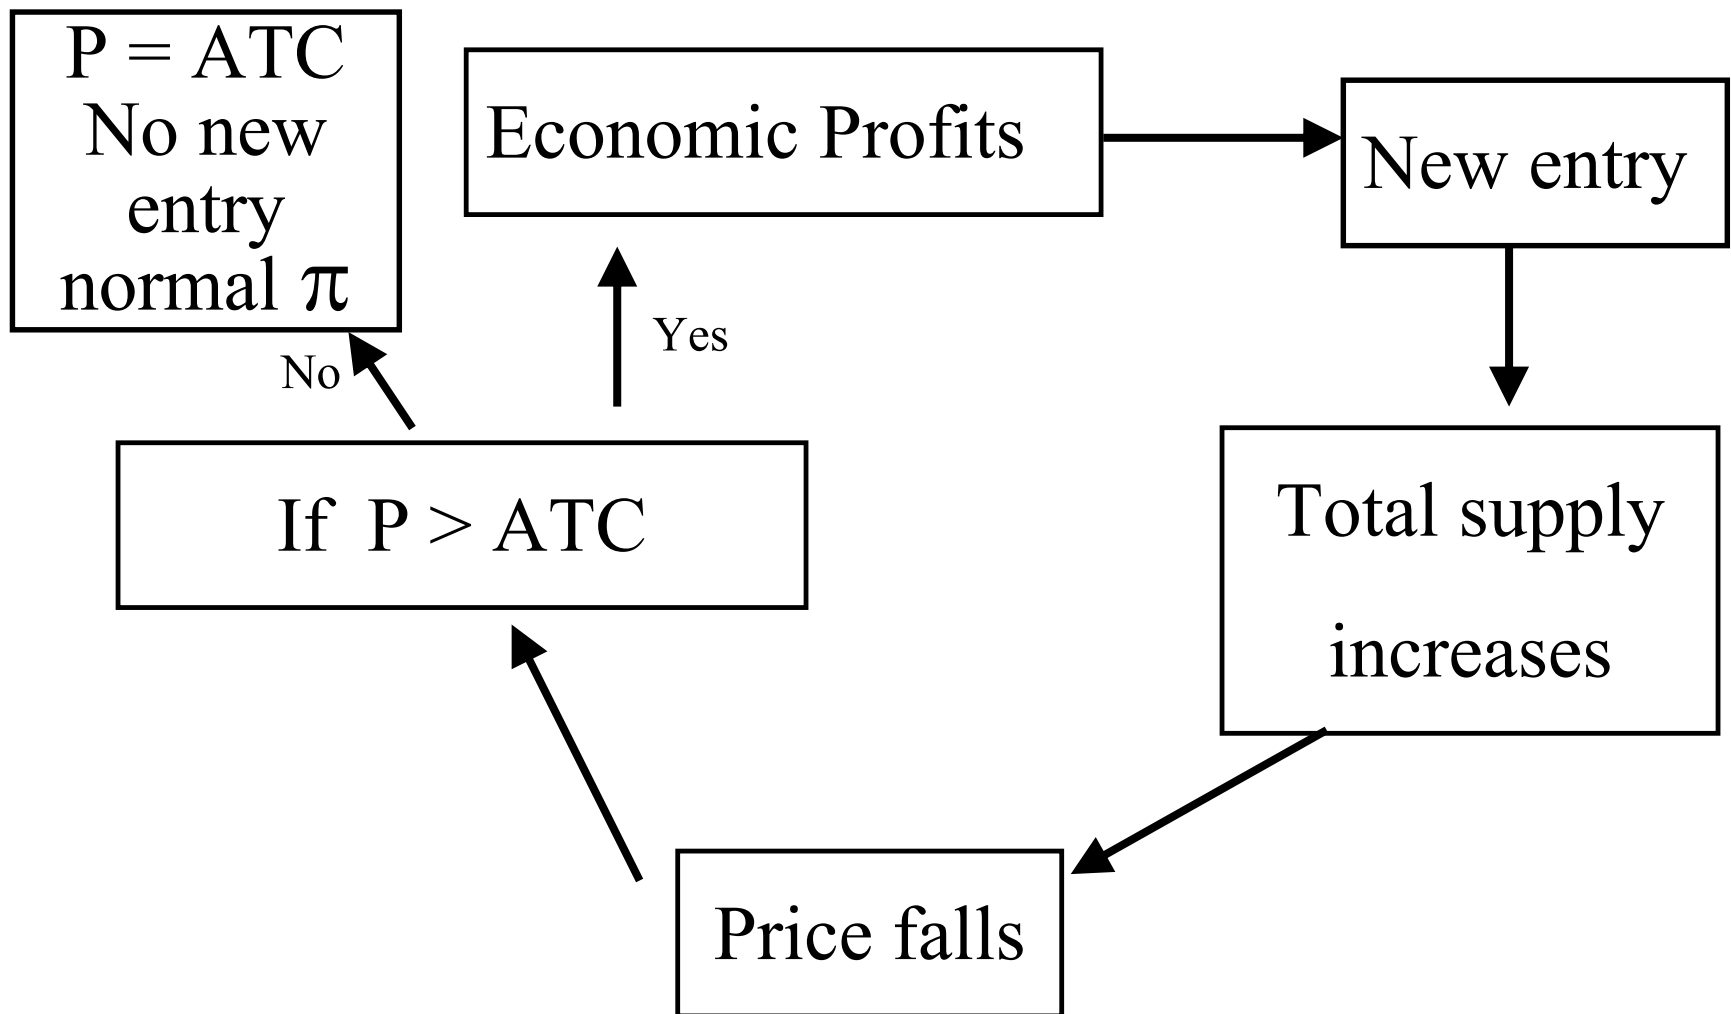 P = ATC
No new
entry
normal π
Economic Profits
New entry
Yes
No
If P > ATC
Total supply
increases
Price falls